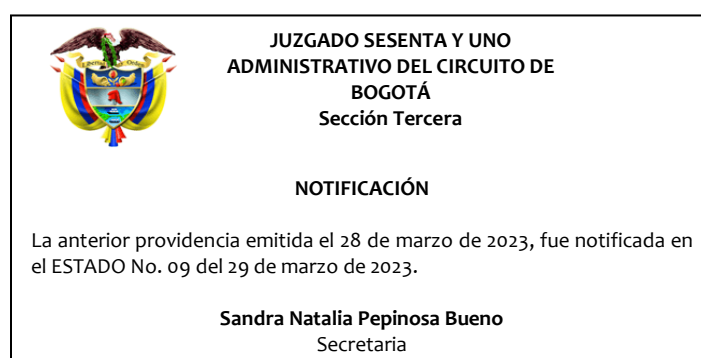 JUZGADO SESENTA Y UNO
ADMINISTRATIVO DEL CIRCUITO DE
BOGOTÁ
Sección Tercera
NOTIFICACIÓN
La anterior providencia emitida el 28 de marzo de 2023, fue notificada en
el ESTADO No. 09 del 29 de marzo de 2023.
Sandra Natalia Pepinosa Bueno
Secretaria